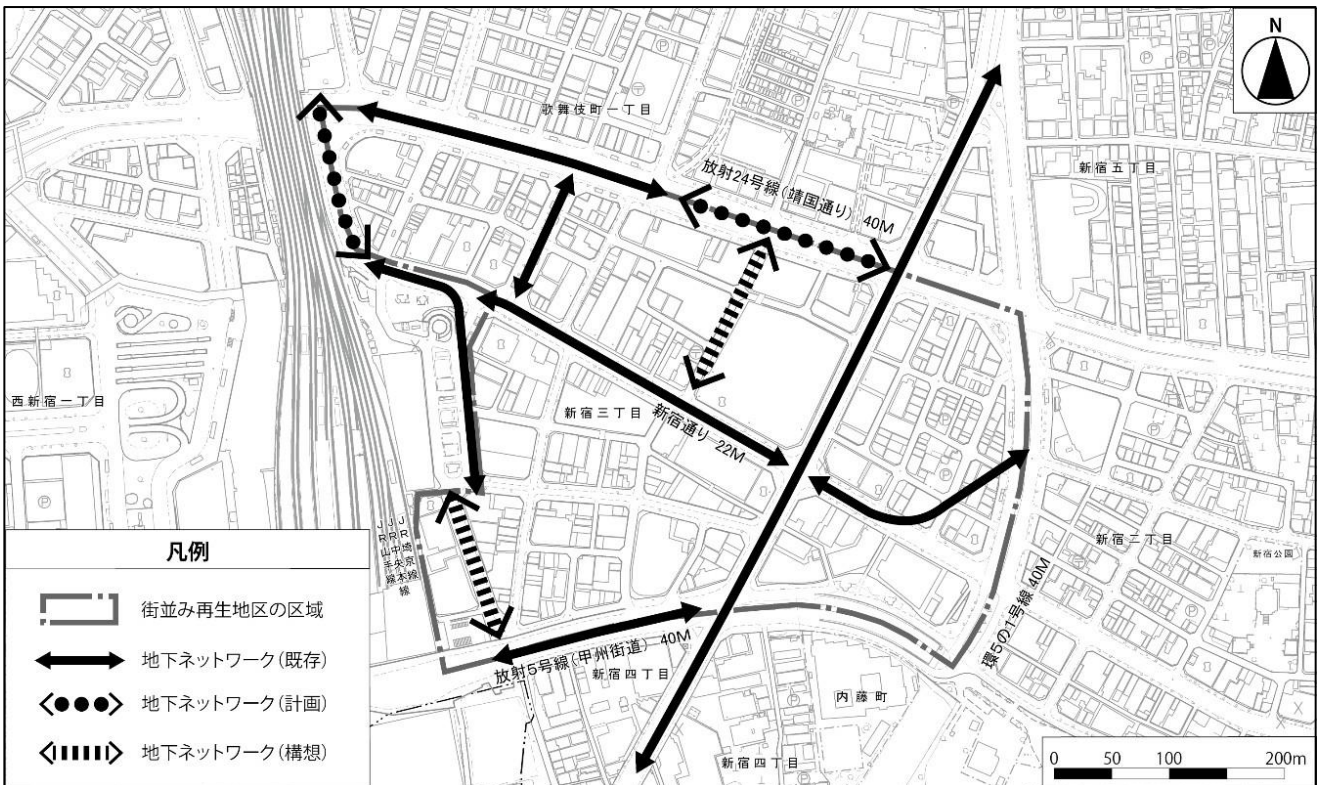 N
歌舞伎町一丁目
放射24号線(靖国通り) 40M
新宿五丁目
西新宿一丁目
新宿三丁目
新宿通り 22M
新宿二丁目
新宿公園
環5の1号線 40M
JR山手線
JR中央本線
JR埼京線
放射5号線(甲州街道) 40M
新宿四丁目
内藤町
新宿四丁目
凡例
街並み再生地区の区域
地下ネットワーク(既存)
地下ネットワーク(計画)
地下ネットワーク(構想)
0 50 100 200m